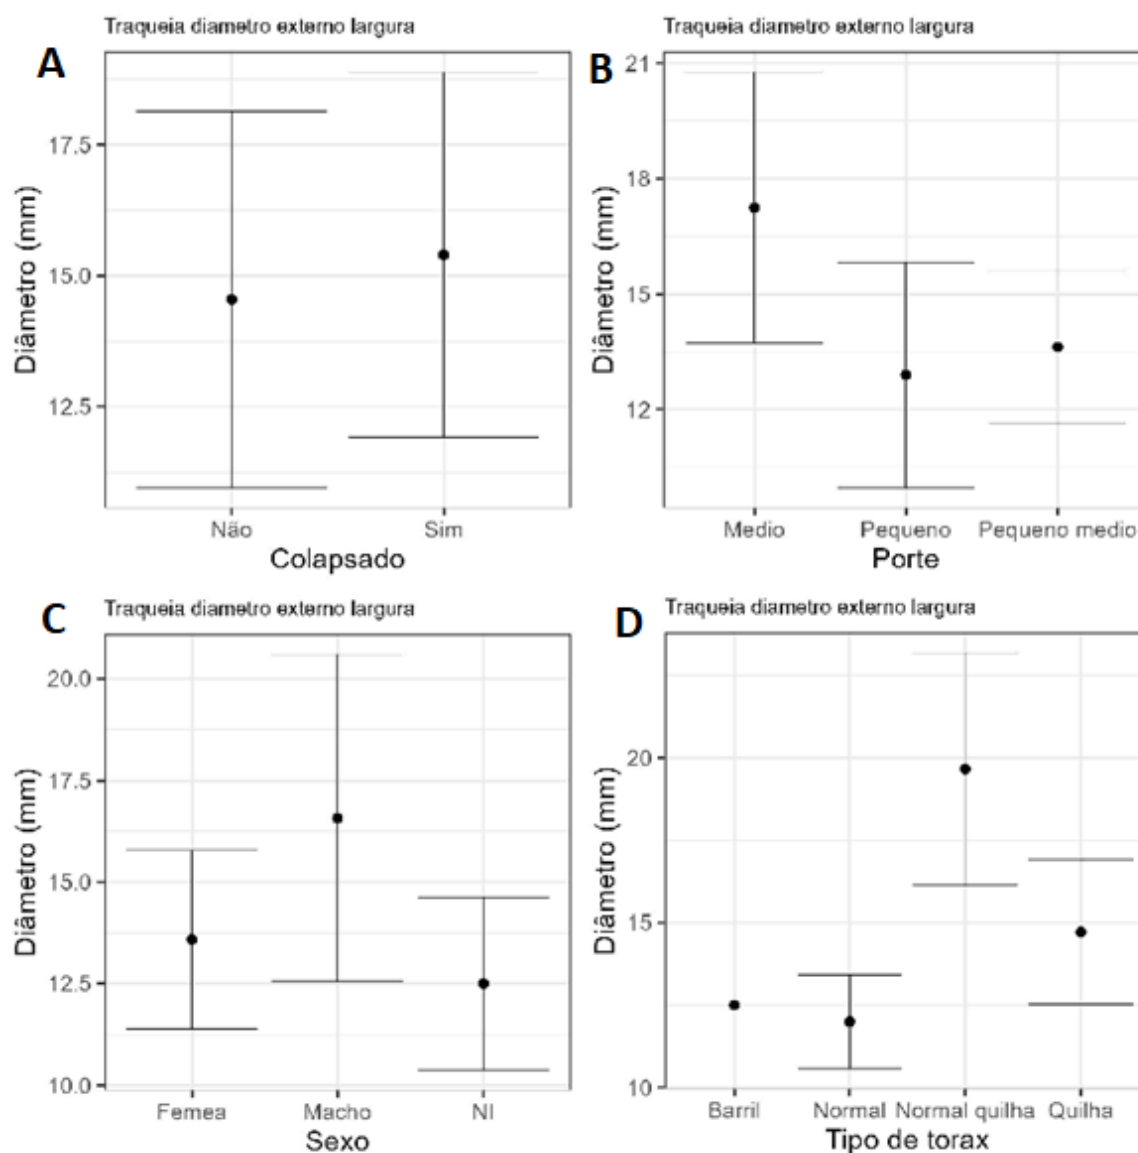 A
Traqueia diametro externo largura
Diâmetro (mm)
17.5
15.0
12.5
Não
Sim
Colapsado
B
Traqueia diametro externo largura
Diâmetro (mm)
21
18
15
12
Medio
Pequeno
Pequeno medio
Porte
C
Traqueia diametro externo largura
Diâmetro (mm)
20.0
17.5
15.0
12.5
10.0
Femea
Macho
NI
Sexo
D
Traqueia diametro externo largura
Diâmetro (mm)
20
15
10
Barril
Normal
Normal quilha
Quilha
Tipo de torax